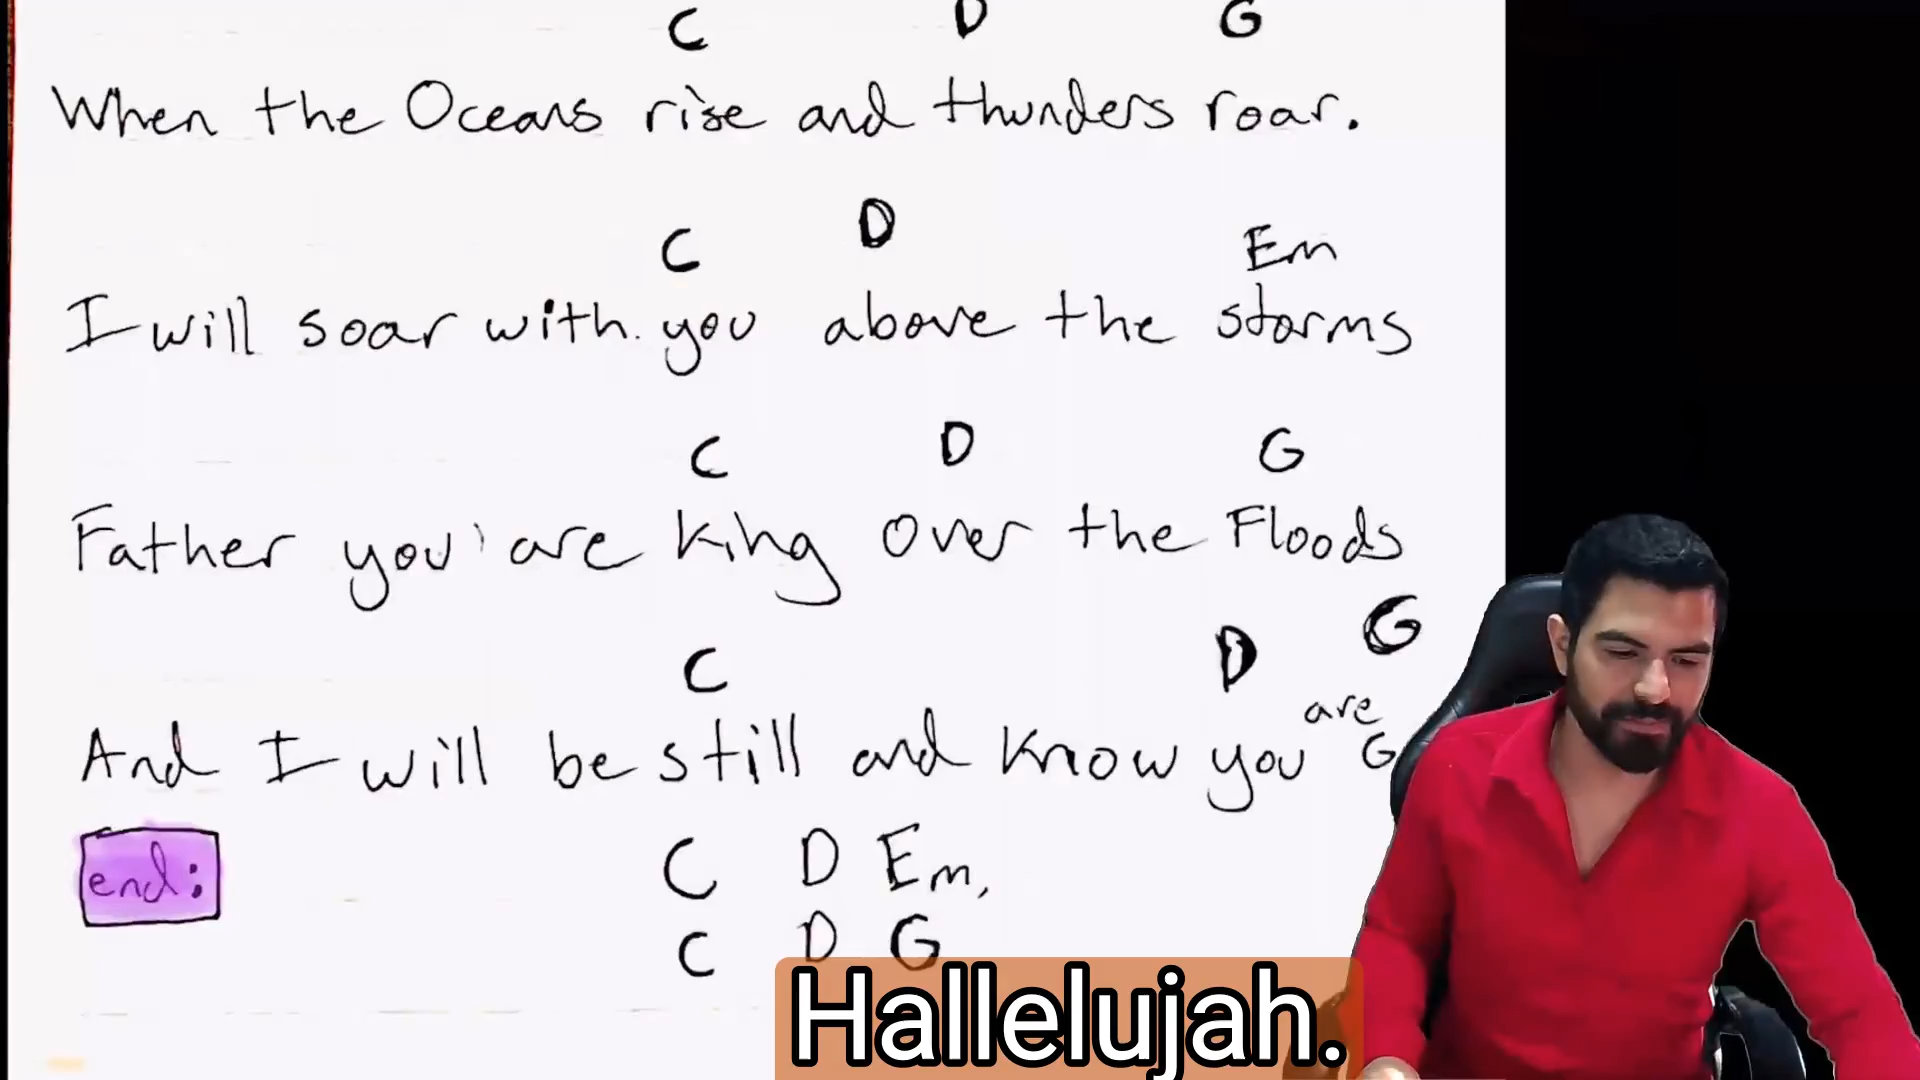 C D G
When the Oceans rise and thunders roar.
C D Em
I will soar with you above the storms
C D G
Father you are King over the Floods
C D G
are
And I will be still and know you G
end: C D Em,
C D G
Hallelujah.